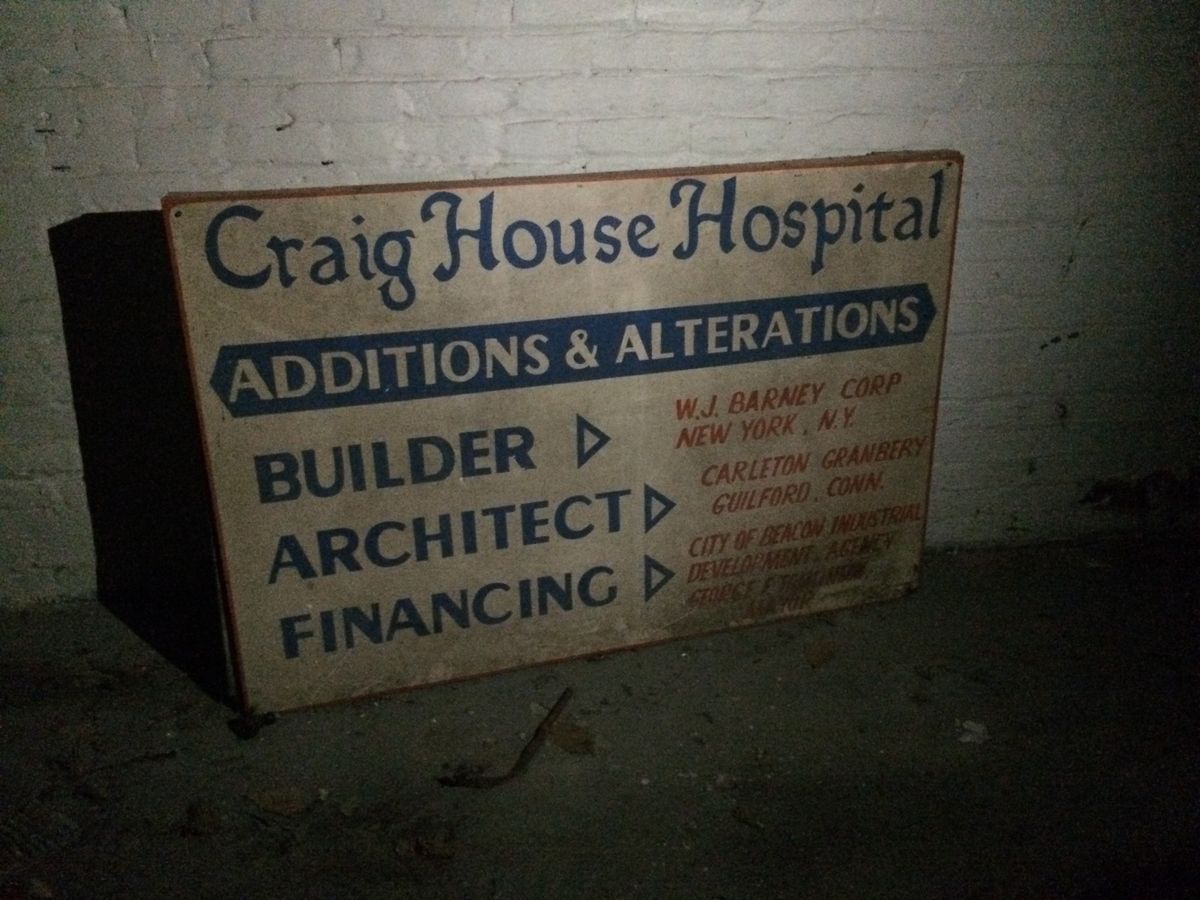 Craig House Hospital
ADDITIONS & ALTERATIONS
BUILDER
W.J. BARNEY CORP
NEW YORK, N.Y.
ARCHITECT
CARLETON GRANBERY
GUILFORD, CONN.
FINANCING
CITY OF BEACON INDUSTRIAL
DEVELOPMENT AGENCY
GEORGE F.